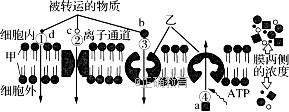 被转运的物质
细胞内 ① d c ② 离子通道 b ③ 乙
甲
细胞外 ④ a ATP
膜两侧的浓度